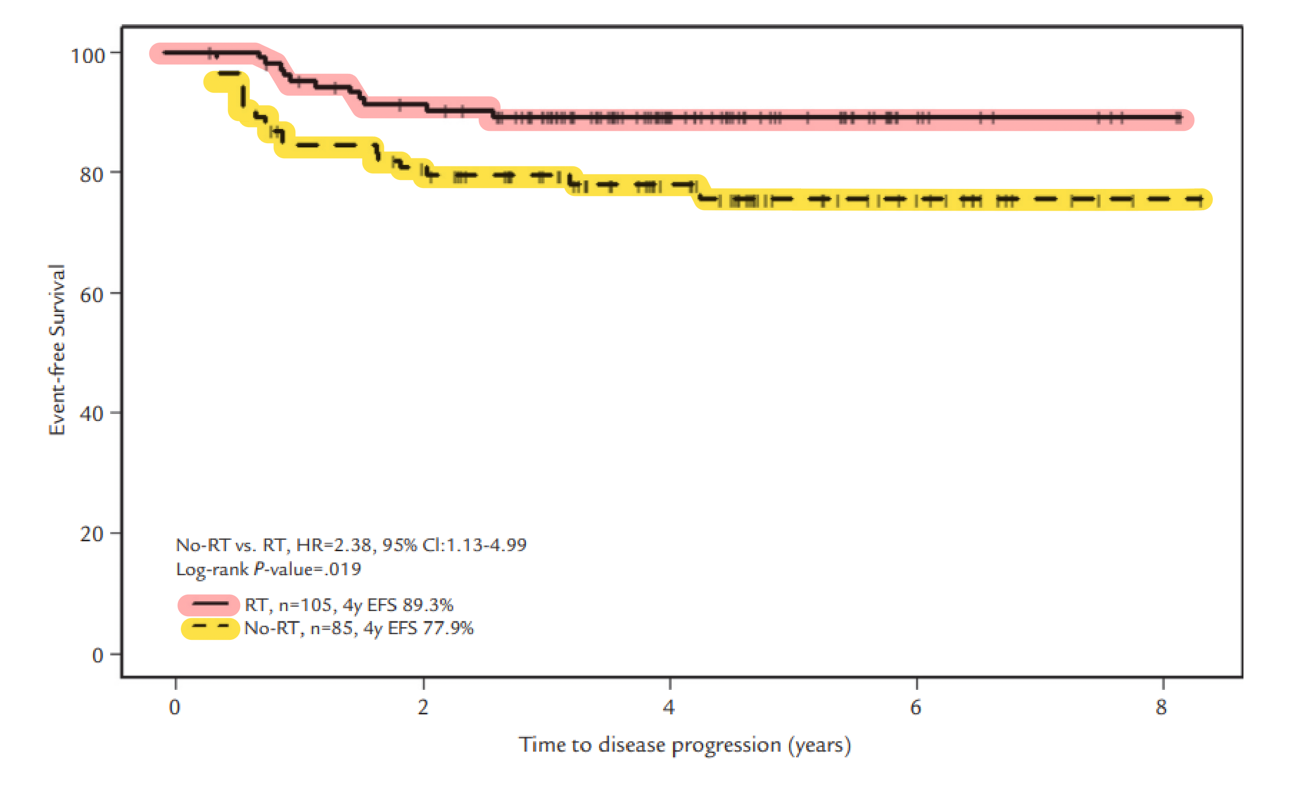 100
80
60
40
20
0
Event-free Survival
No-RT vs. RT, HR=2.38, 95% CI:1.13-4.99
Log-rank P-value=.019
RT, n=105, 4y EFS 89.3%
No-RT, n=85, 4y EFS 77.9%
0 2 4 6 8
Time to disease progression (years)